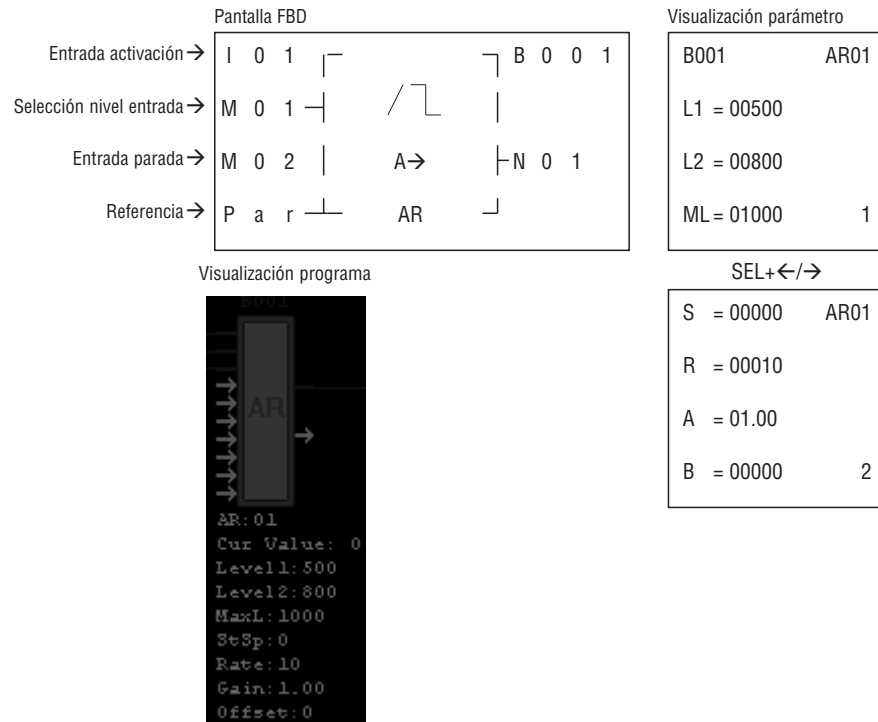 Pantalla FBD
Entrada activación → I 0 1 B 0 0 1
Selección nivel entrada → M 0 1
Entrada parada → M 0 2 A→ N 0 1
Referencia → P a r AR
Visualización parámetro
B001 AR01
L1 = 00500
L2 = 00800
ML = 01000 1
SEL+←/→
S = 00000 AR01
R = 00010
A = 01.00
B = 00000 2
Visualización programa
B001
AR
AR:01
Cur Value: 0
Level1:500
Level2:800
MaxL:1000
StSp:0
Rate:10
Gain:1.00
Offset:0